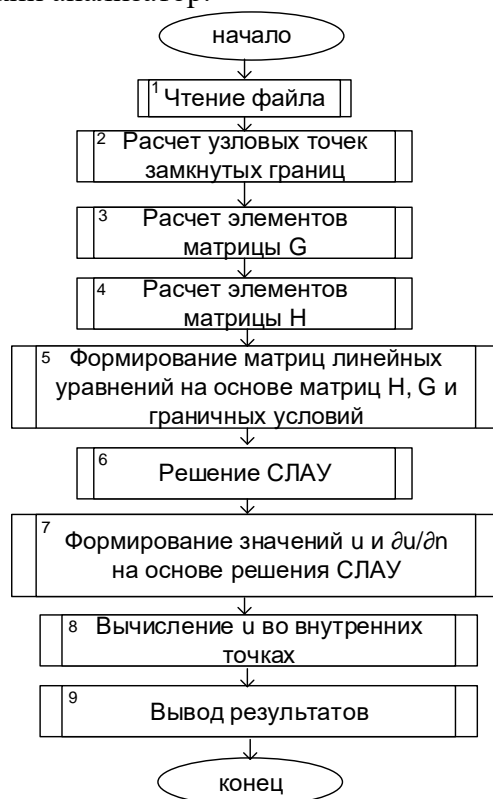 начало
1 Чтение файла
2 Расчет узловых точек
замкнутых границ
3 Расчет элементов
матрицы G
4 Расчет элементов
матрицы H
5 Формирование матриц линейных
уравнений на основе матриц H, G и
граничных условий
6 Решение СЛАУ
7 Формирование значений u и ∂u/∂n
на основе решения СЛАУ
8 Вычисление u во внутренних
точках
9 Вывод результатов
конец